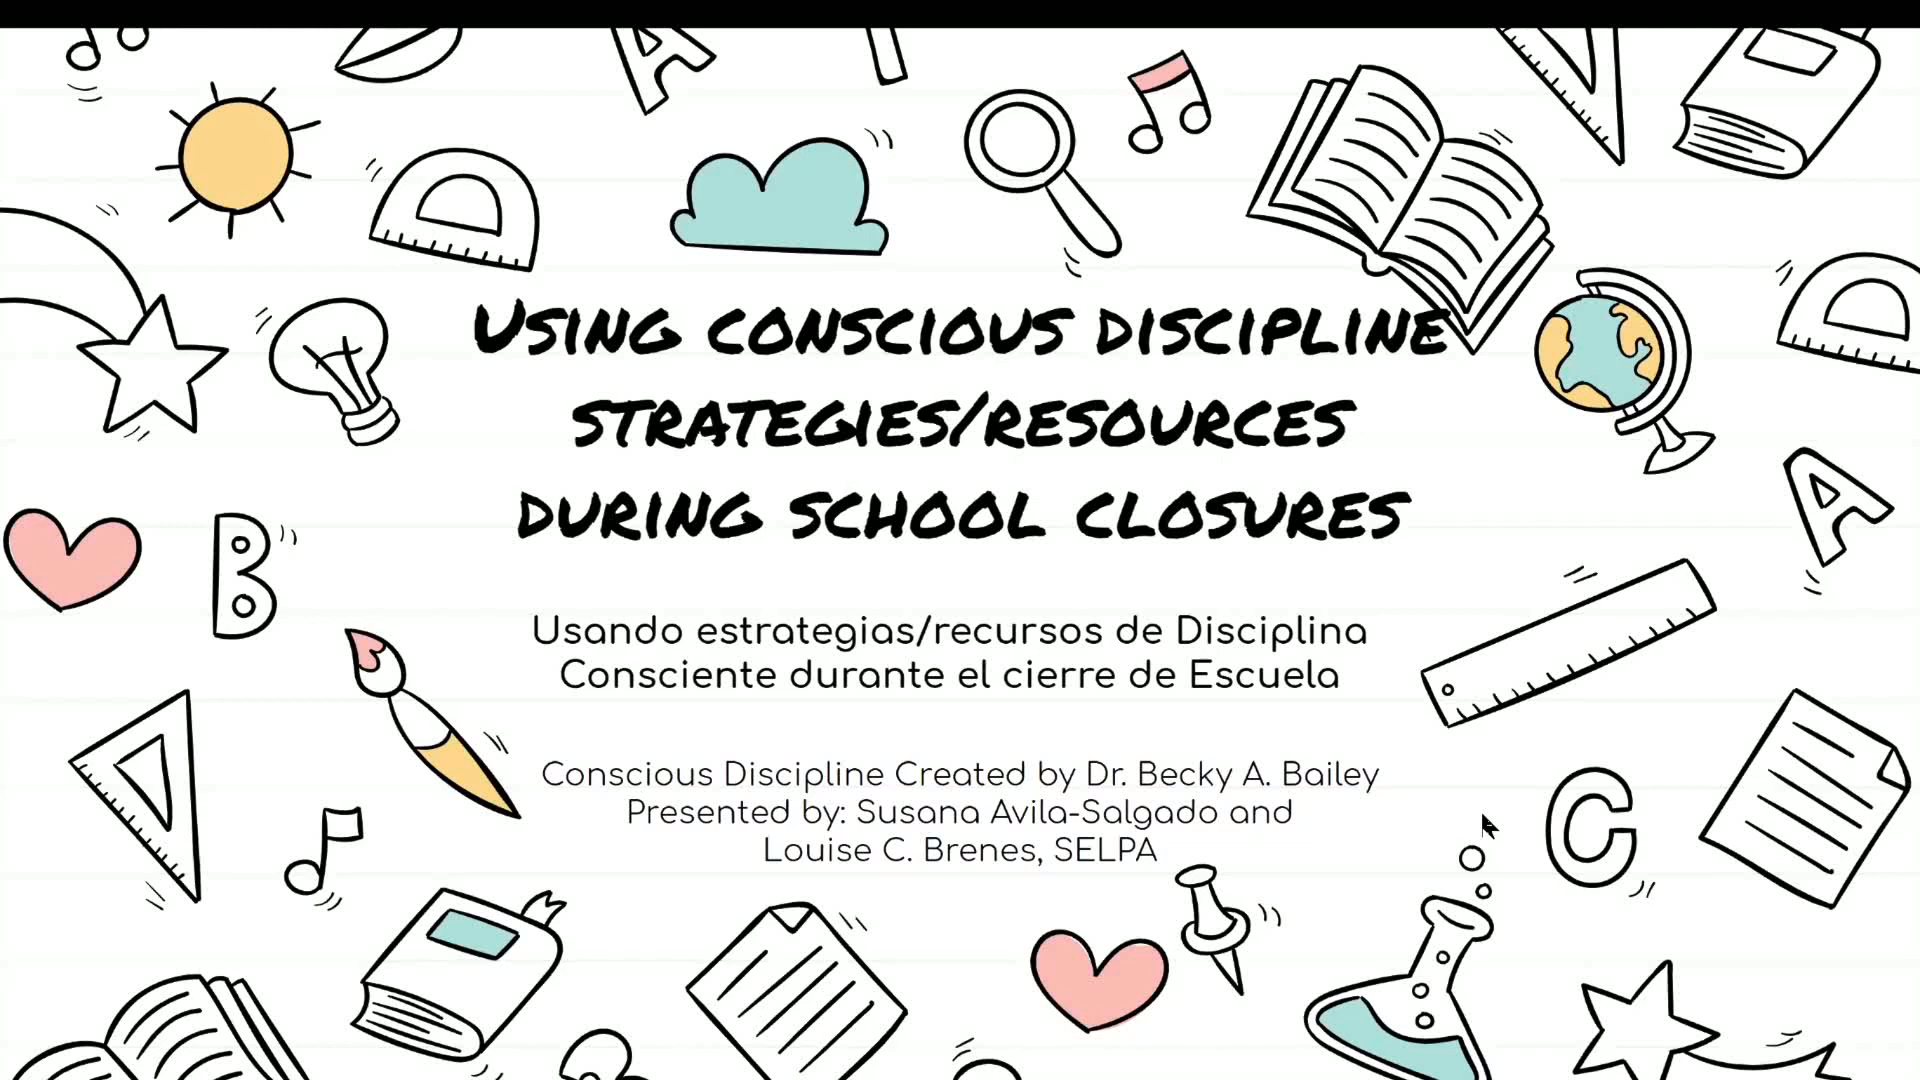 USING CONSCIOUS DISCIPLINE
STRATEGIES/RESOURCES
DURING SCHOOL CLOSURES
Usando estrategias/recursos de Disciplina
Consciente durante el cierre de Escuela
Conscious Discipline Created by Dr. Becky A. Bailey
Presented by: Susana Avila-Salgado and
Louise C. Brenes, SELPA
A
A
B
C